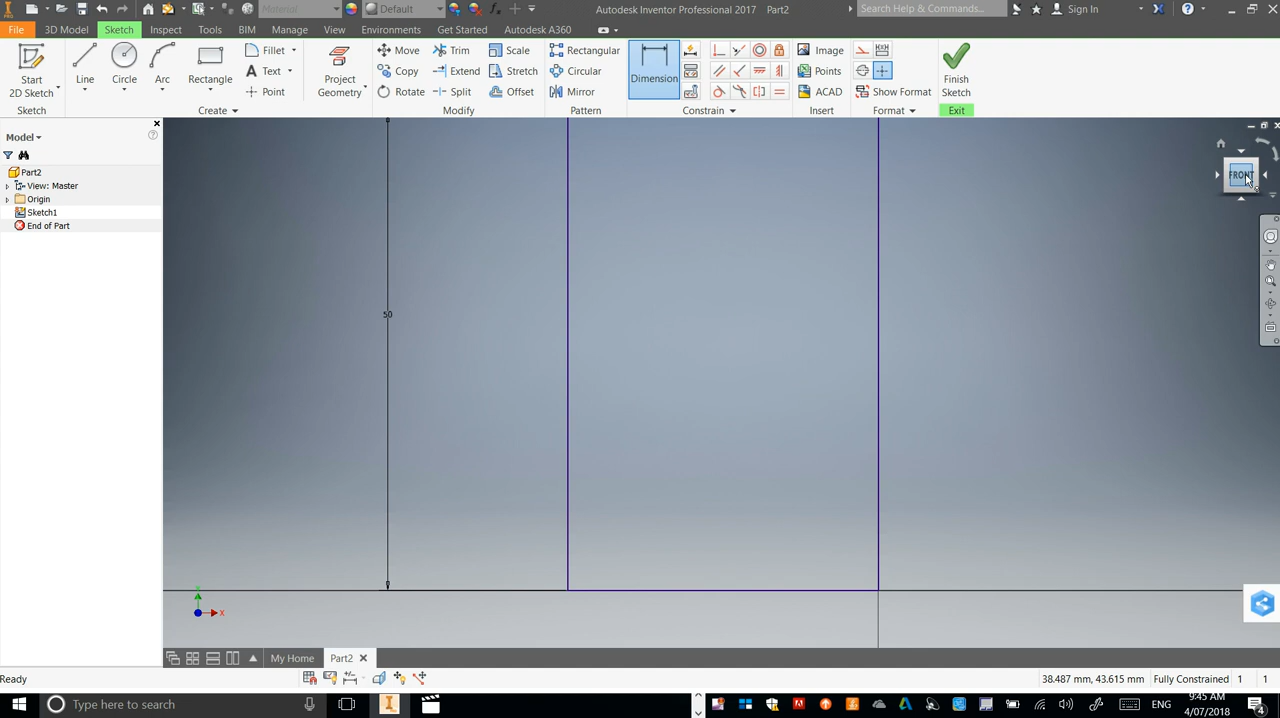 Material
Default
Autodesk Inventor Professional 2017 Part2
Search Help & Commands...
Sign In
File
3D Model
Sketch
Inspect
Tools
BIM
Manage
View
Environments
Get Started
Autodesk A360
Start
2D Sketch
Line
Circle
Arc
Rectangle
Fillet
Text
Point
Project
Geometry
Move
Copy
Rotate
Trim
Extend
Split
Scale
Stretch
Offset
Rectangular
Circular
Mirror
Dimension
Image
Points
ACAD
Show Format
Finish
Sketch
Sketch
Create
Modify
Pattern
Constrain
Insert
Format
Exit
Model
Part2
View: Master
Origin
Sketch1
End of Part
50
FRONT
X
My Home
Part2
Ready
38.487 mm, 43.615 mm
Fully Constrained
1
1
Type here to search
ENG
9:45 AM
4/07/2018
4